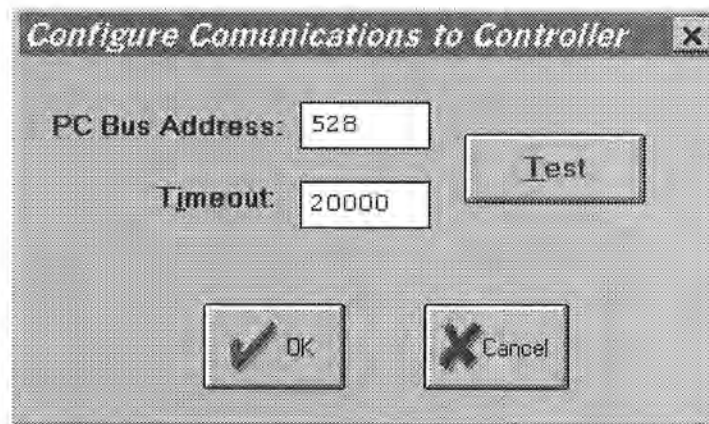 Configure Comunications to Controller
PC Bus Address: 528
Test
Timeout: 20000
OK
Cancel